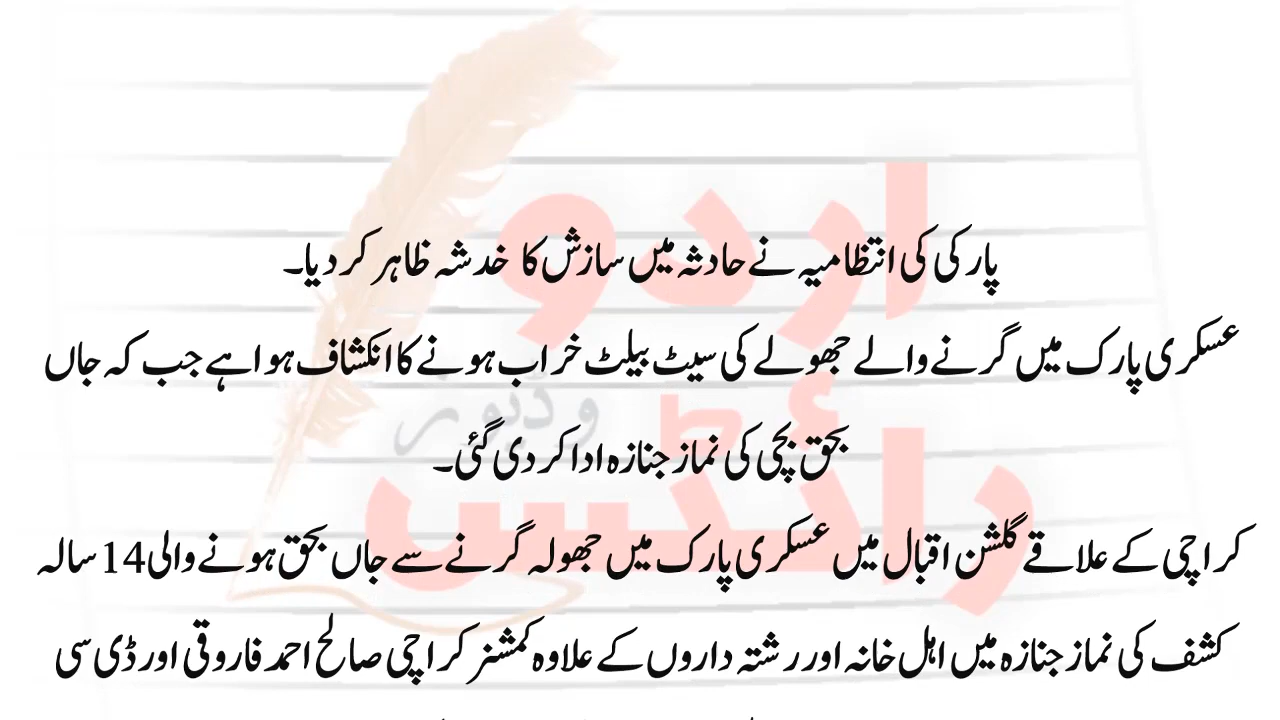 پارکی کی انتظامیہ نے حادثہ میں سازش کا خدشہ ظاہر کر دیا۔
عسکری پارک میں گرنے والے جھولے کی سیٹ بیلٹ خراب ہونے کا انکشاف ہوا ہے جب کہ جاں
بحق بچی کی نماز جنازہ ادا کر دی گئی۔
کراچی کے علاقے گلشن اقبال میں عسکری پارک میں جھولہ گرنے سے جاں بحق ہونے والی 14 سالہ
کشف کی نماز جنازہ میں اہل خانہ اور رشتہ داروں کے علاوہ کمشنر کراچی صالح احمد فاروقی اور ڈی سی
اردو
وڈیوز
رائٹس